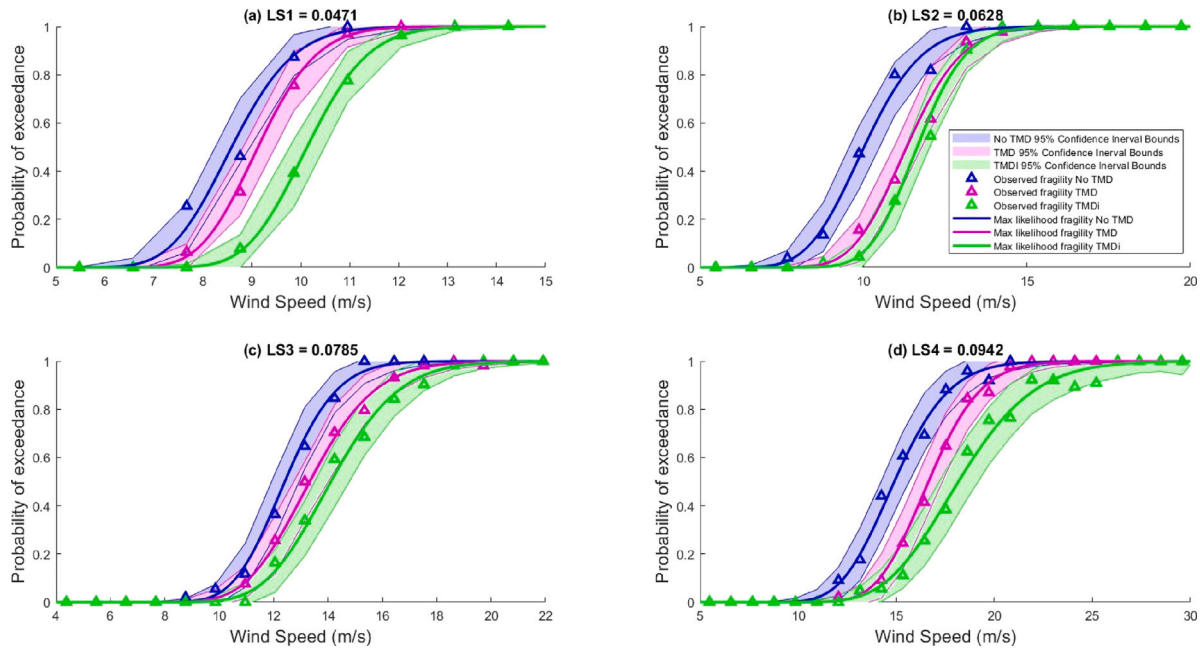 (a) LS1 = 0.0471
Probability of exceedance
1
0.8
0.6
0.4
0.2
0
5 6 7 8 9 10 11 12 13 14 15
Wind Speed (m/s)
(b) LS2 = 0.0628
Probability of exceedance
1
0.8
0.6
0.4
0.2
0
5 10 15 20
Wind Speed (m/s)
No TMD 95% Confidence Inerval Bounds
TMD 95% Confidence Inerval Bounds
TMDI 95% Confidence Inerval Bounds
Observed fragility No TMD
Observed fragility TMD
Observed fragility TMDi
Max likelihood fragility No TMD
Max likelihood fragility TMD
Max likelihood fragility TMDi
(c) LS3 = 0.0785
Probability of exceedance
1
0.8
0.6
0.4
0.2
0
4 6 8 10 12 14 16 18 20 22
Wind Speed (m/s)
(d) LS4 = 0.0942
Probability of exceedance
1
0.8
0.6
0.4
0.2
0
5 10 15 20 25 30
Wind Speed (m/s)